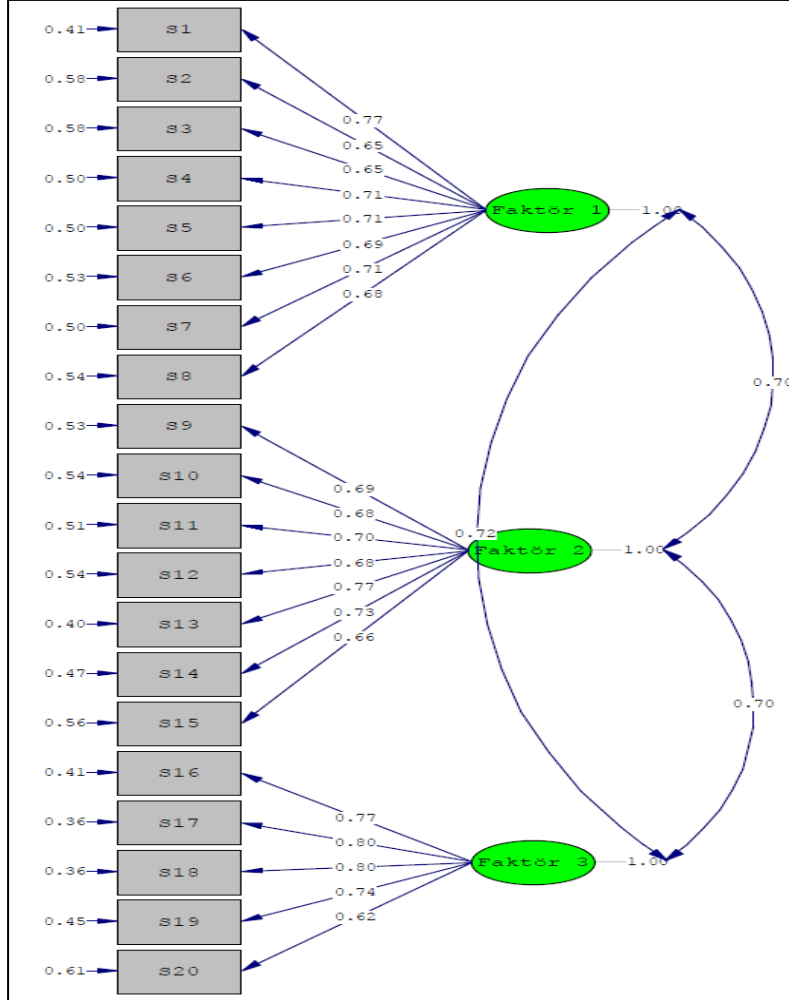 0.41 S1
0.58 S2
0.58 S3
0.77
0.65
0.65
0.50 S4
0.71
Faktör 1 1.00
0.50 S5
0.71
0.69
0.53 S6
0.71
0.68
0.50 S7
0.54 S8
0.70
0.53 S9
0.54 S10
0.69
0.68
0.51 S11
0.70
0.72
Faktör 2 1.00
0.54 S12
0.68
0.77
0.40 S13
0.73
0.66
0.47 S14
0.70
0.56 S15
0.41 S16
0.77
0.36 S17
0.80
Faktör 3 1.00
0.36 S18
0.80
0.74
0.45 S19
0.62
0.61 S20